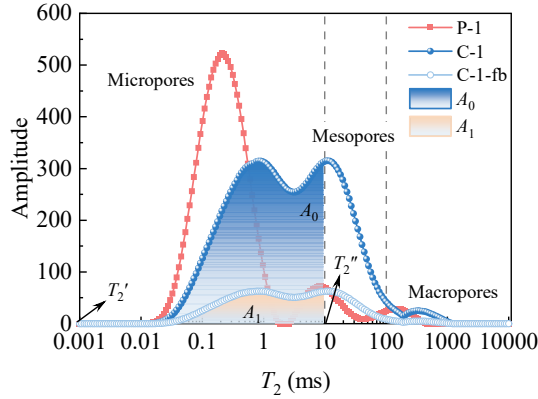 600
500
400
300
200
100
0
Amplitude
Micropores
Mesopores
Macropores
P-1
C-1
C-1-fb
A₀
A₁
A₀
A₁
T₂′
T₂″
0.001
0.01
0.1
1
10
100
1000
10000
T₂ (ms)